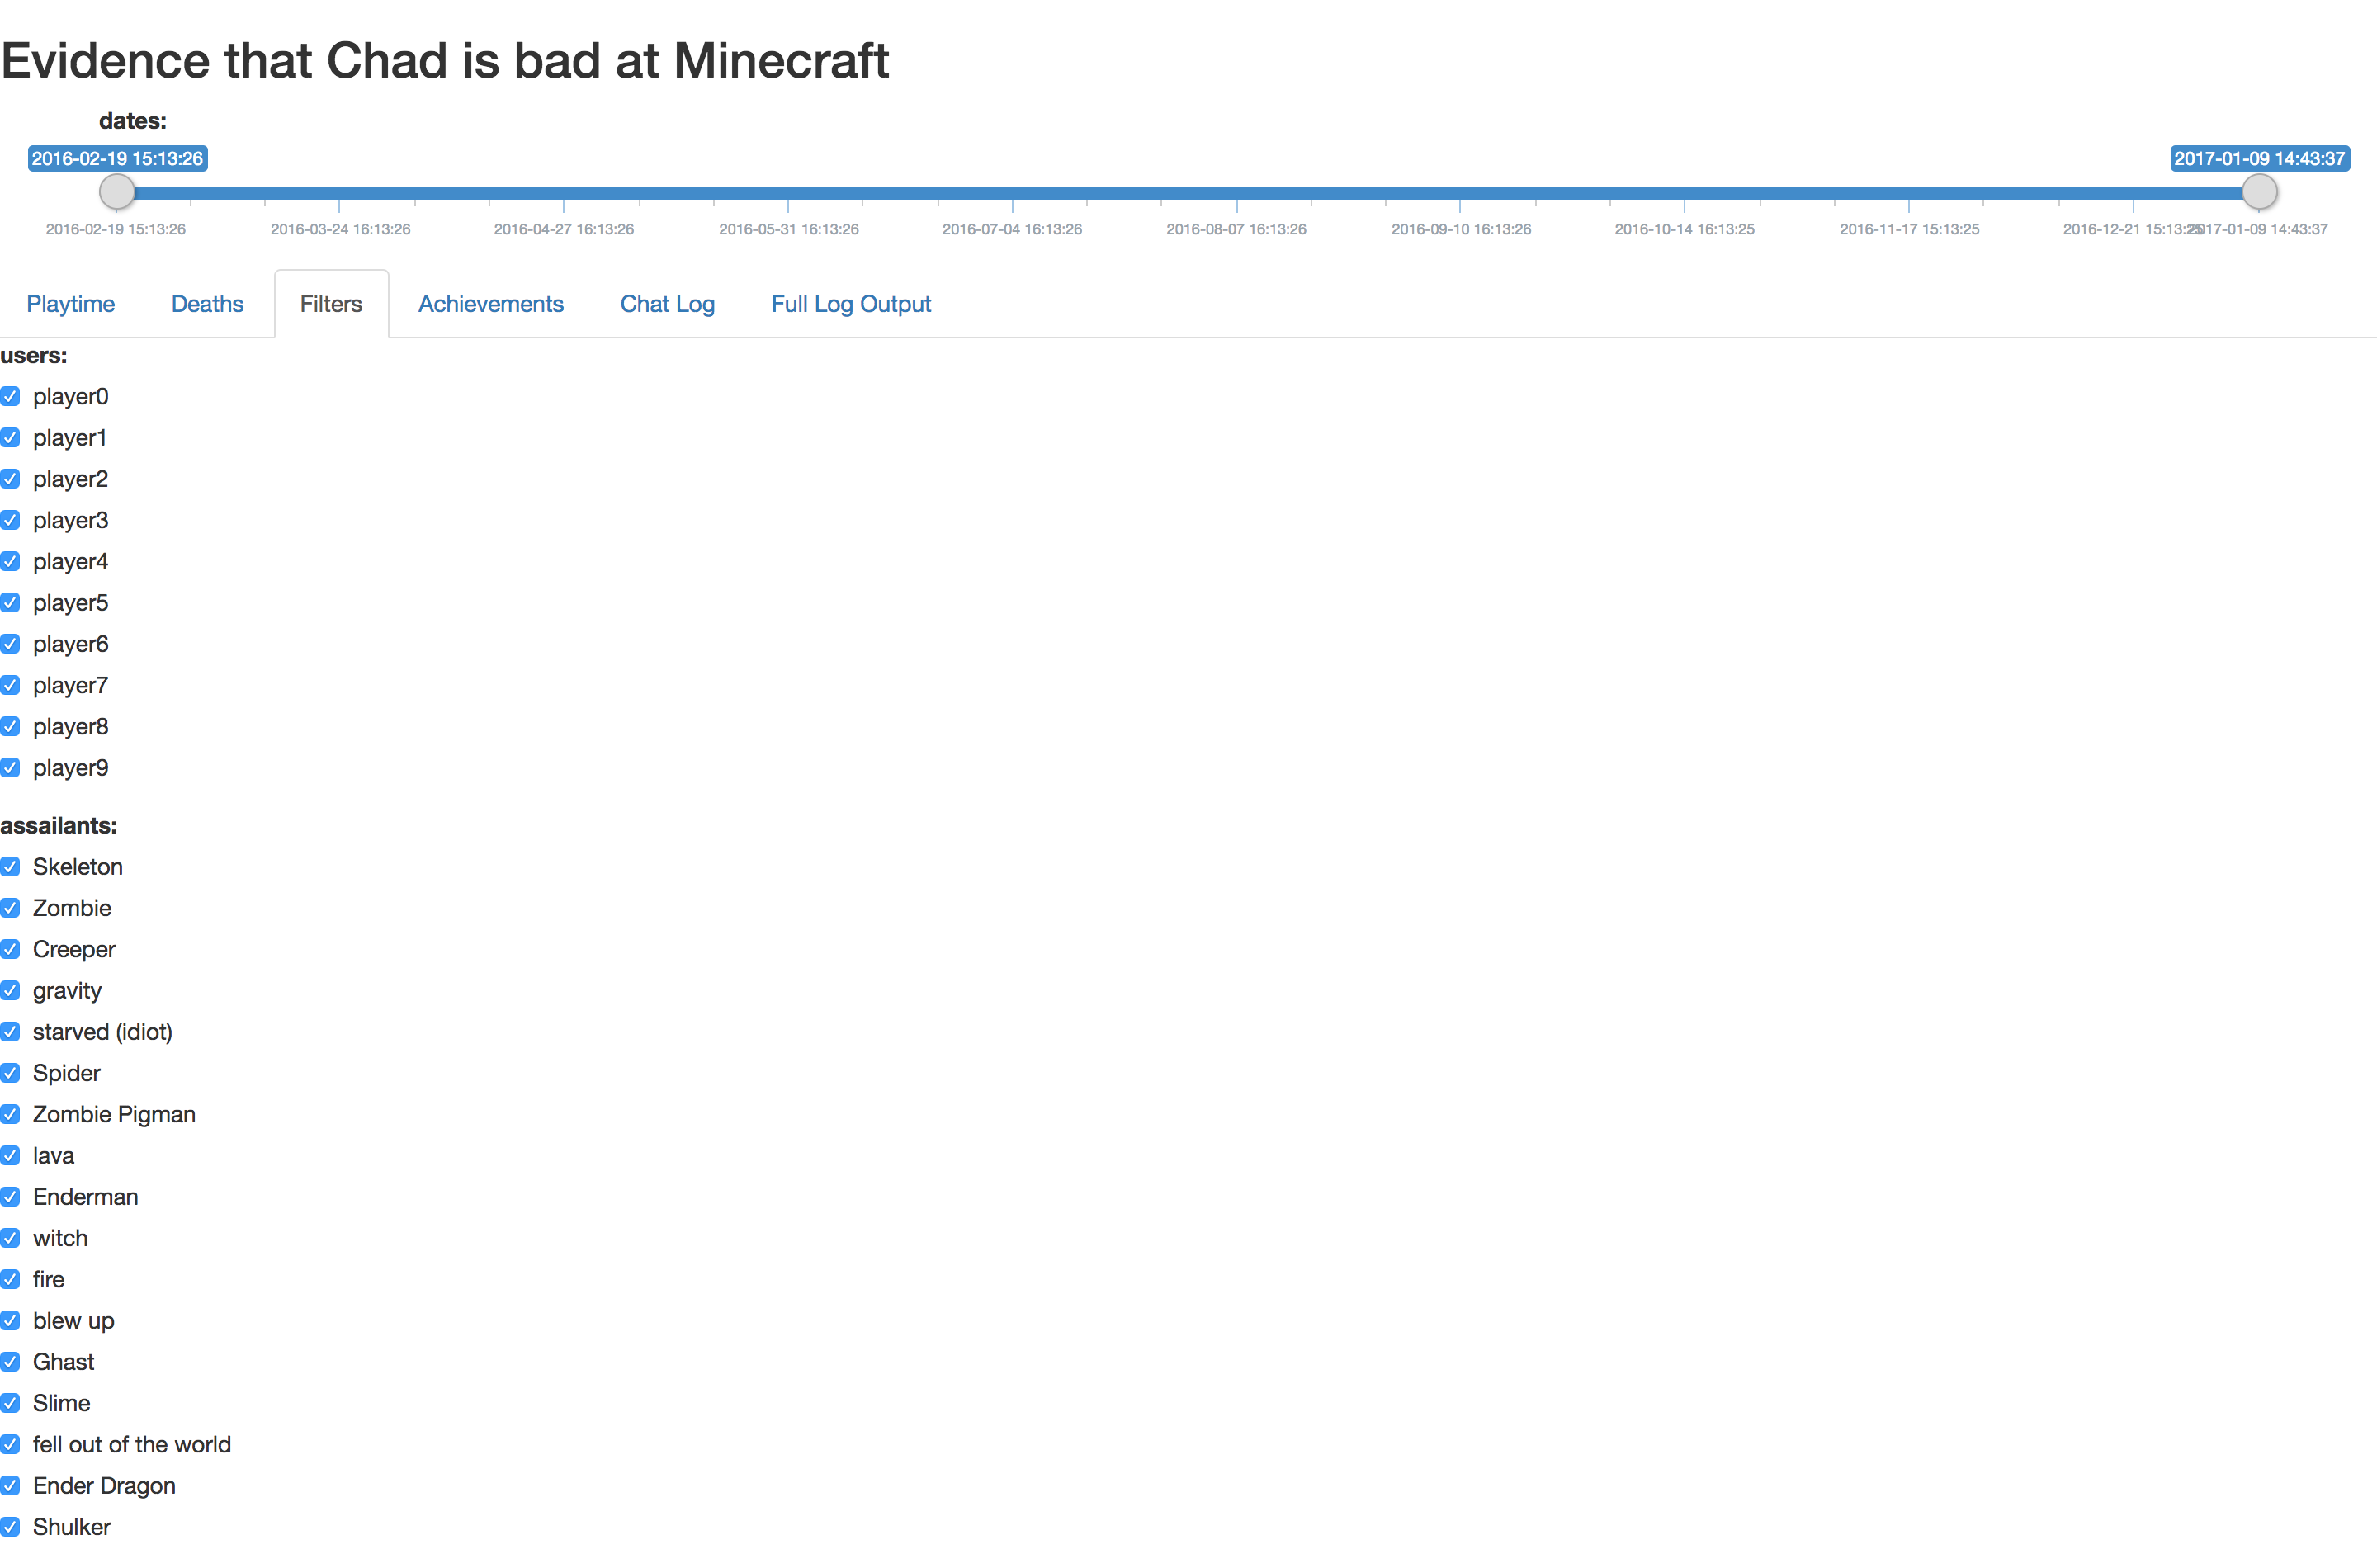 Evidence that Chad is bad at Minecraft
dates:
2016-02-19 15:13:26 2017-01-09 14:43:37
2016-02-19 15:13:26 2016-03-24 16:13:26 2016-04-27 16:13:26 2016-05-31 16:13:26 2016-07-04 16:13:26 2016-08-07 16:13:26 2016-09-10 16:13:26 2016-10-14 16:13:25 2016-11-17 15:13:25 2016-12-21 15:13:25 2017-01-09 14:43:37
Playtime Deaths Filters Achievements Chat Log Full Log Output
users:
player0
player1
player2
player3
player4
player5
player6
player7
player8
player9
assailants:
Skeleton
Zombie
Creeper
gravity
starved (idiot)
Spider
Zombie Pigman
lava
Enderman
witch
fire
blew up
Ghast
Slime
fell out of the world
Ender Dragon
Shulker